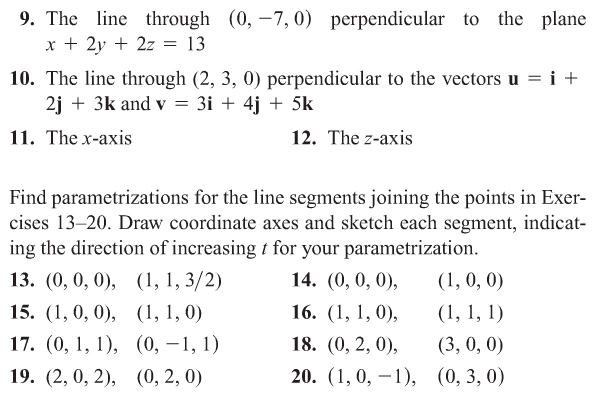 9. The line through (0, −7, 0) perpendicular to the plane
x + 2y + 2z = 13
10. The line through (2, 3, 0) perpendicular to the vectors u = i +
2j + 3k and v = 3i + 4j + 5k
11. The x-axis 12. The z-axis
Find parametrizations for the line segments joining the points in Exer-
cises 13–20. Draw coordinate axes and sketch each segment, indicat-
ing the direction of increasing t for your parametrization.
13. (0, 0, 0), (1, 1, 3/2) 14. (0, 0, 0), (1, 0, 0)
15. (1, 0, 0), (1, 1, 0) 16. (1, 1, 0), (1, 1, 1)
17. (0, 1, 1), (0, −1, 1) 18. (0, 2, 0), (3, 0, 0)
19. (2, 0, 2), (0, 2, 0) 20. (1, 0, −1), (0, 3, 0)